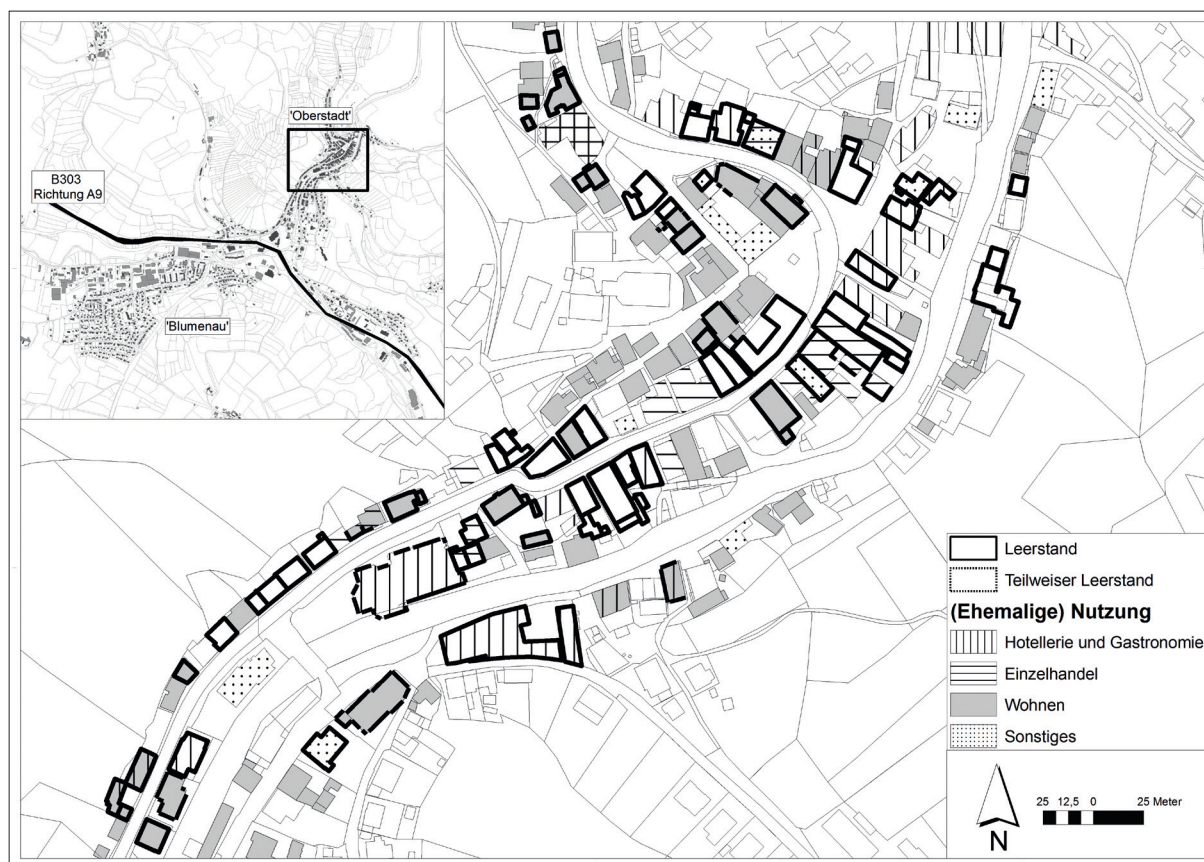 'Oberstadt'
B303
Richtung A9
'Blumenau'
Leerstand
Teilweiser Leerstand
(Ehemalige) Nutzung
Hotellerie und Gastronomie
Einzelhandel
Wohnen
Sonstiges
25 12,5 0 25 Meter
N